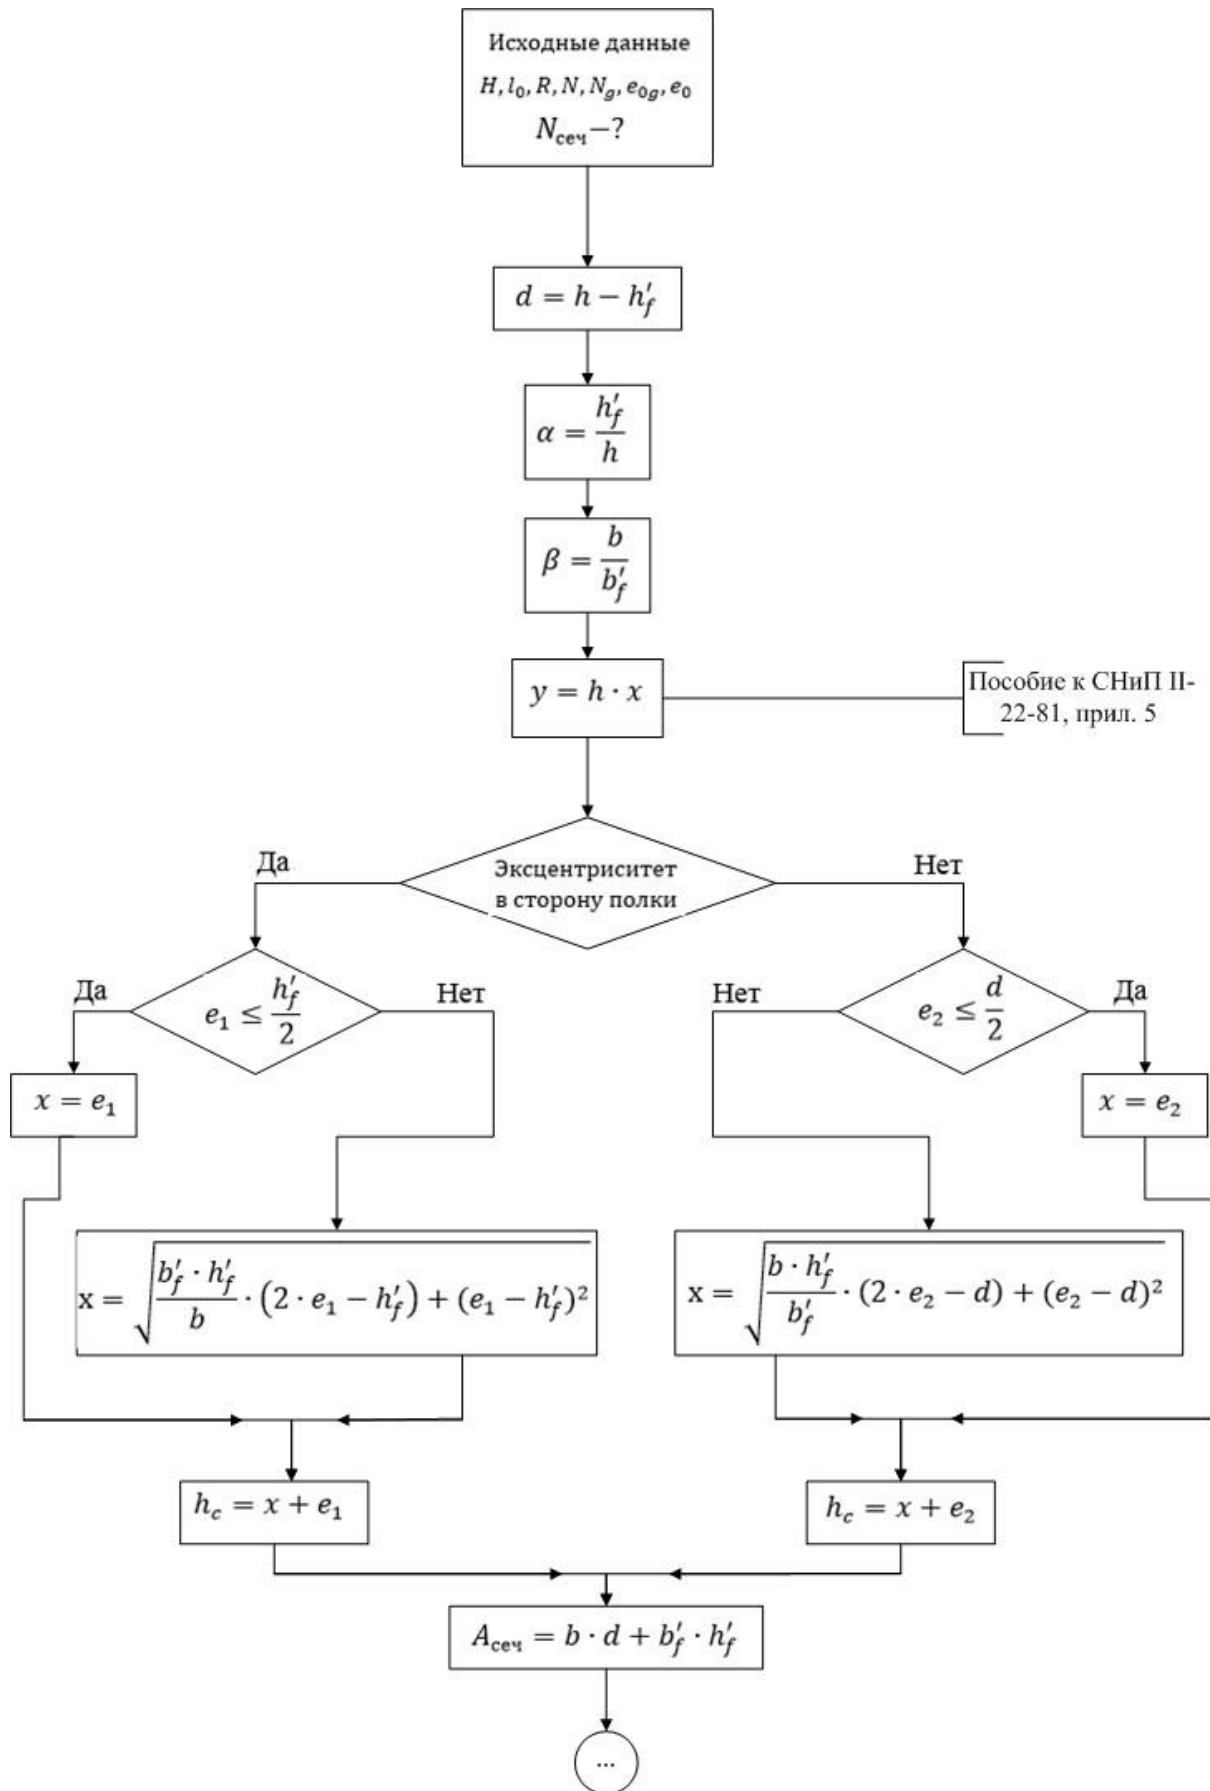 Исходные данные
H, l₀, R, N, N_g, e₀g, e₀
N_сеч−?
d = h − h′_f
α = h′_f / h
β = b / b′_f
y = h · x
Пособие к СНиП II-
22-81, прил. 5
Эксцентриситет
в сторону полки
Да
Нет
e₁ ≤ h′_f / 2
Да
Нет
e₂ ≤ d / 2
Нет
Да
x = e₁
x = e₂
x = √(b′_f · h′_f / b · (2 · e₁ − h′_f) + (e₁ − h′_f)²)
x = √(b · h′_f / b′_f · (2 · e₂ − d) + (e₂ − d)²)
h_c = x + e₁
h_c = x + e₂
A_сеч = b · d + b′_f · h′_f
...